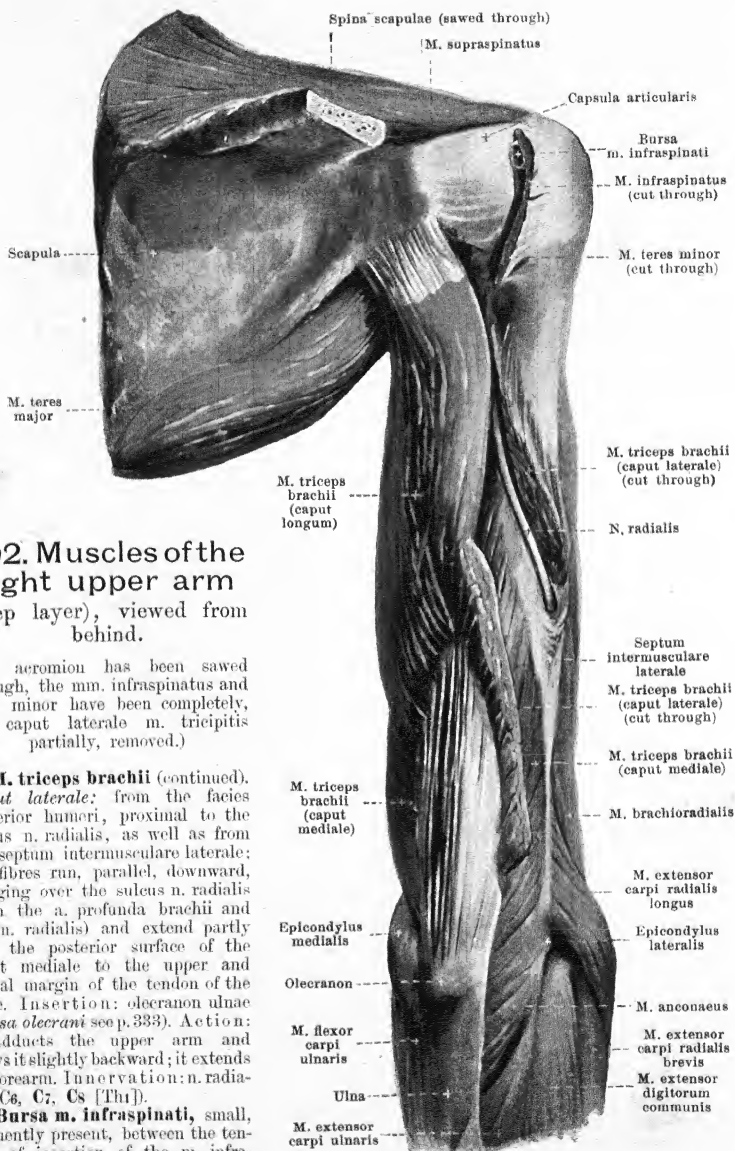 Spina scapulae (sawed through)
M. supraspinatus
Capsula articularis
Bursa
m. infraspinati
M. infraspinatus
(cut through)
Scapula
M. teres minor
(cut through)
M. teres
major
M. triceps brachii
(caput laterale)
(cut through)
M. triceps
brachii
(caput
longum)
N. radialis
Septum
intermusculare
laterale
M. triceps brachii
(caput laterale)
(cut through)
M. triceps brachii
(caput mediale)
M. triceps
brachii
(caput
mediale)
M. brachioradialis
M. extensor
carpi radialis
longus
Epicondylus
medialis
Epicondylus
lateralis
Olecranon
M. anconaeus
M. flexor
carpi
ulnaris
M. extensor
carpi radialis
brevis
Ulna
M. extensor
digitorum
communis
M. extensor
carpi ulnaris
2. Muscles of the
ght upper arm
ep layer), viewed from
behind.
acromion has been sawed
ugh, the mm. infraspinatus and
minor have been completely,
caput laterale m. tricipitis
partially, removed.)
M. triceps brachii (continued).
ut laterale: from the facies
erior humeri, proximal to the
us n. radialis, as well as from
septum intermusculare laterale;
fibres run, parallel, downward,
ging over the sulcus n. radialis
h the a. profunda brachii and
n. radialis) and extend partly
the posterior surface of the
t mediale to the upper and
al margin of the tendon of the
e. Insertion: olecranon ulnae
sa olecrani see p. 333). Action:
dducts the upper arm and
vs it slightly backward; it extends
orearm. Innervation: n. radia-
C6, C7, C8 [Th1]).
Bursa m. infraspinati, small,
nently present, between the ten-
of insertion of the m. infra-